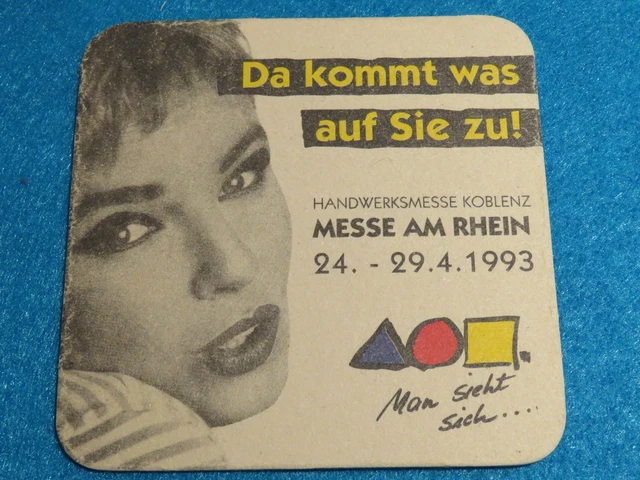 Da kommt was
auf Sie zu!
HANDWERKSMESSE KOBLENZ
MESSE AM RHEIN
24. - 29.4.1993
Man sieht
sich....